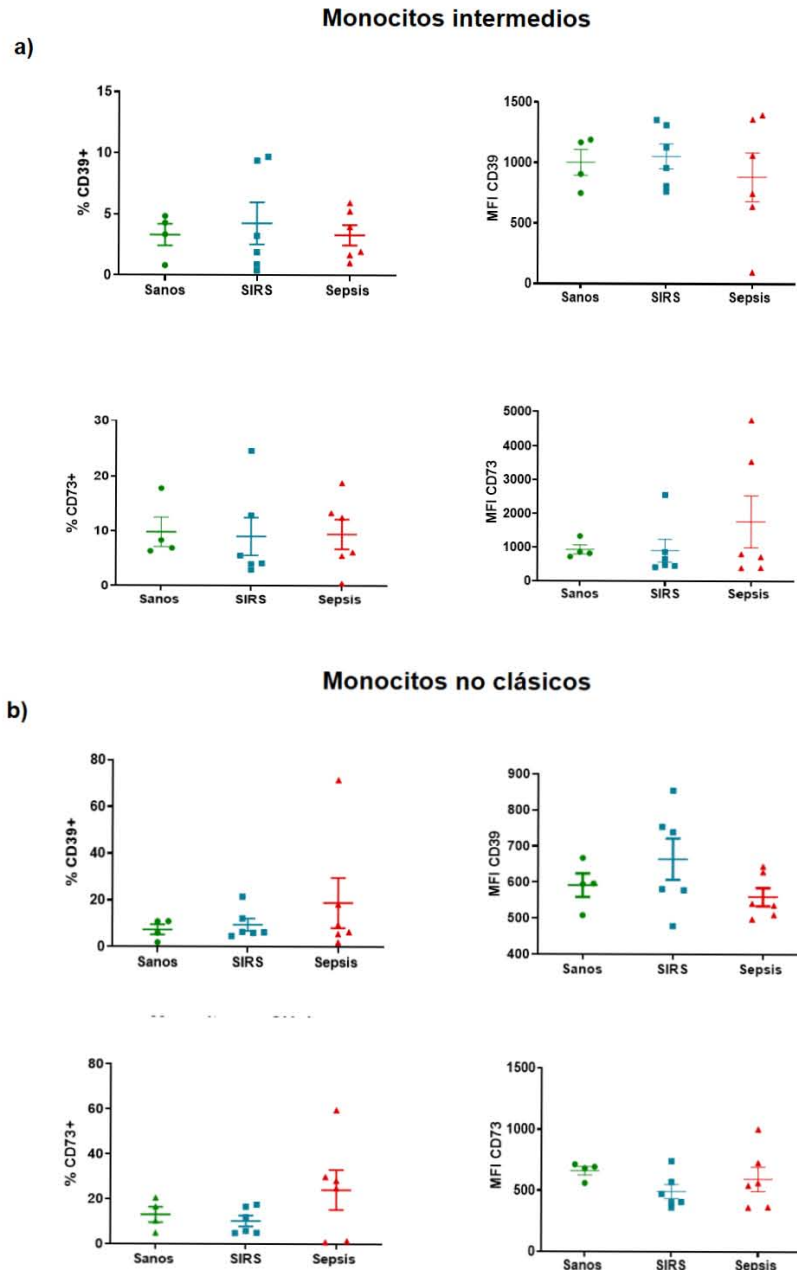 Monocitos intermedios
a)
% CD39+
15
10
5
0
Sanos SIRS Sepsis
MFI CD39
1500
1000
500
0
Sanos SIRS Sepsis
% CD73+
30
20
10
0
Sanos SIRS Sepsis
MFI CD73
5000
4000
3000
2000
1000
0
Sanos SIRS Sepsis
Monocitos no clásicos
b)
% CD39+
80
60
40
20
0
Sanos SIRS Sepsis
MFI CD39
900
800
700
600
500
400
Sanos SIRS Sepsis
% CD73+
80
60
40
20
0
Sanos SIRS Sepsis
MFI CD73
1500
1000
500
0
Sanos SIRS Sepsis